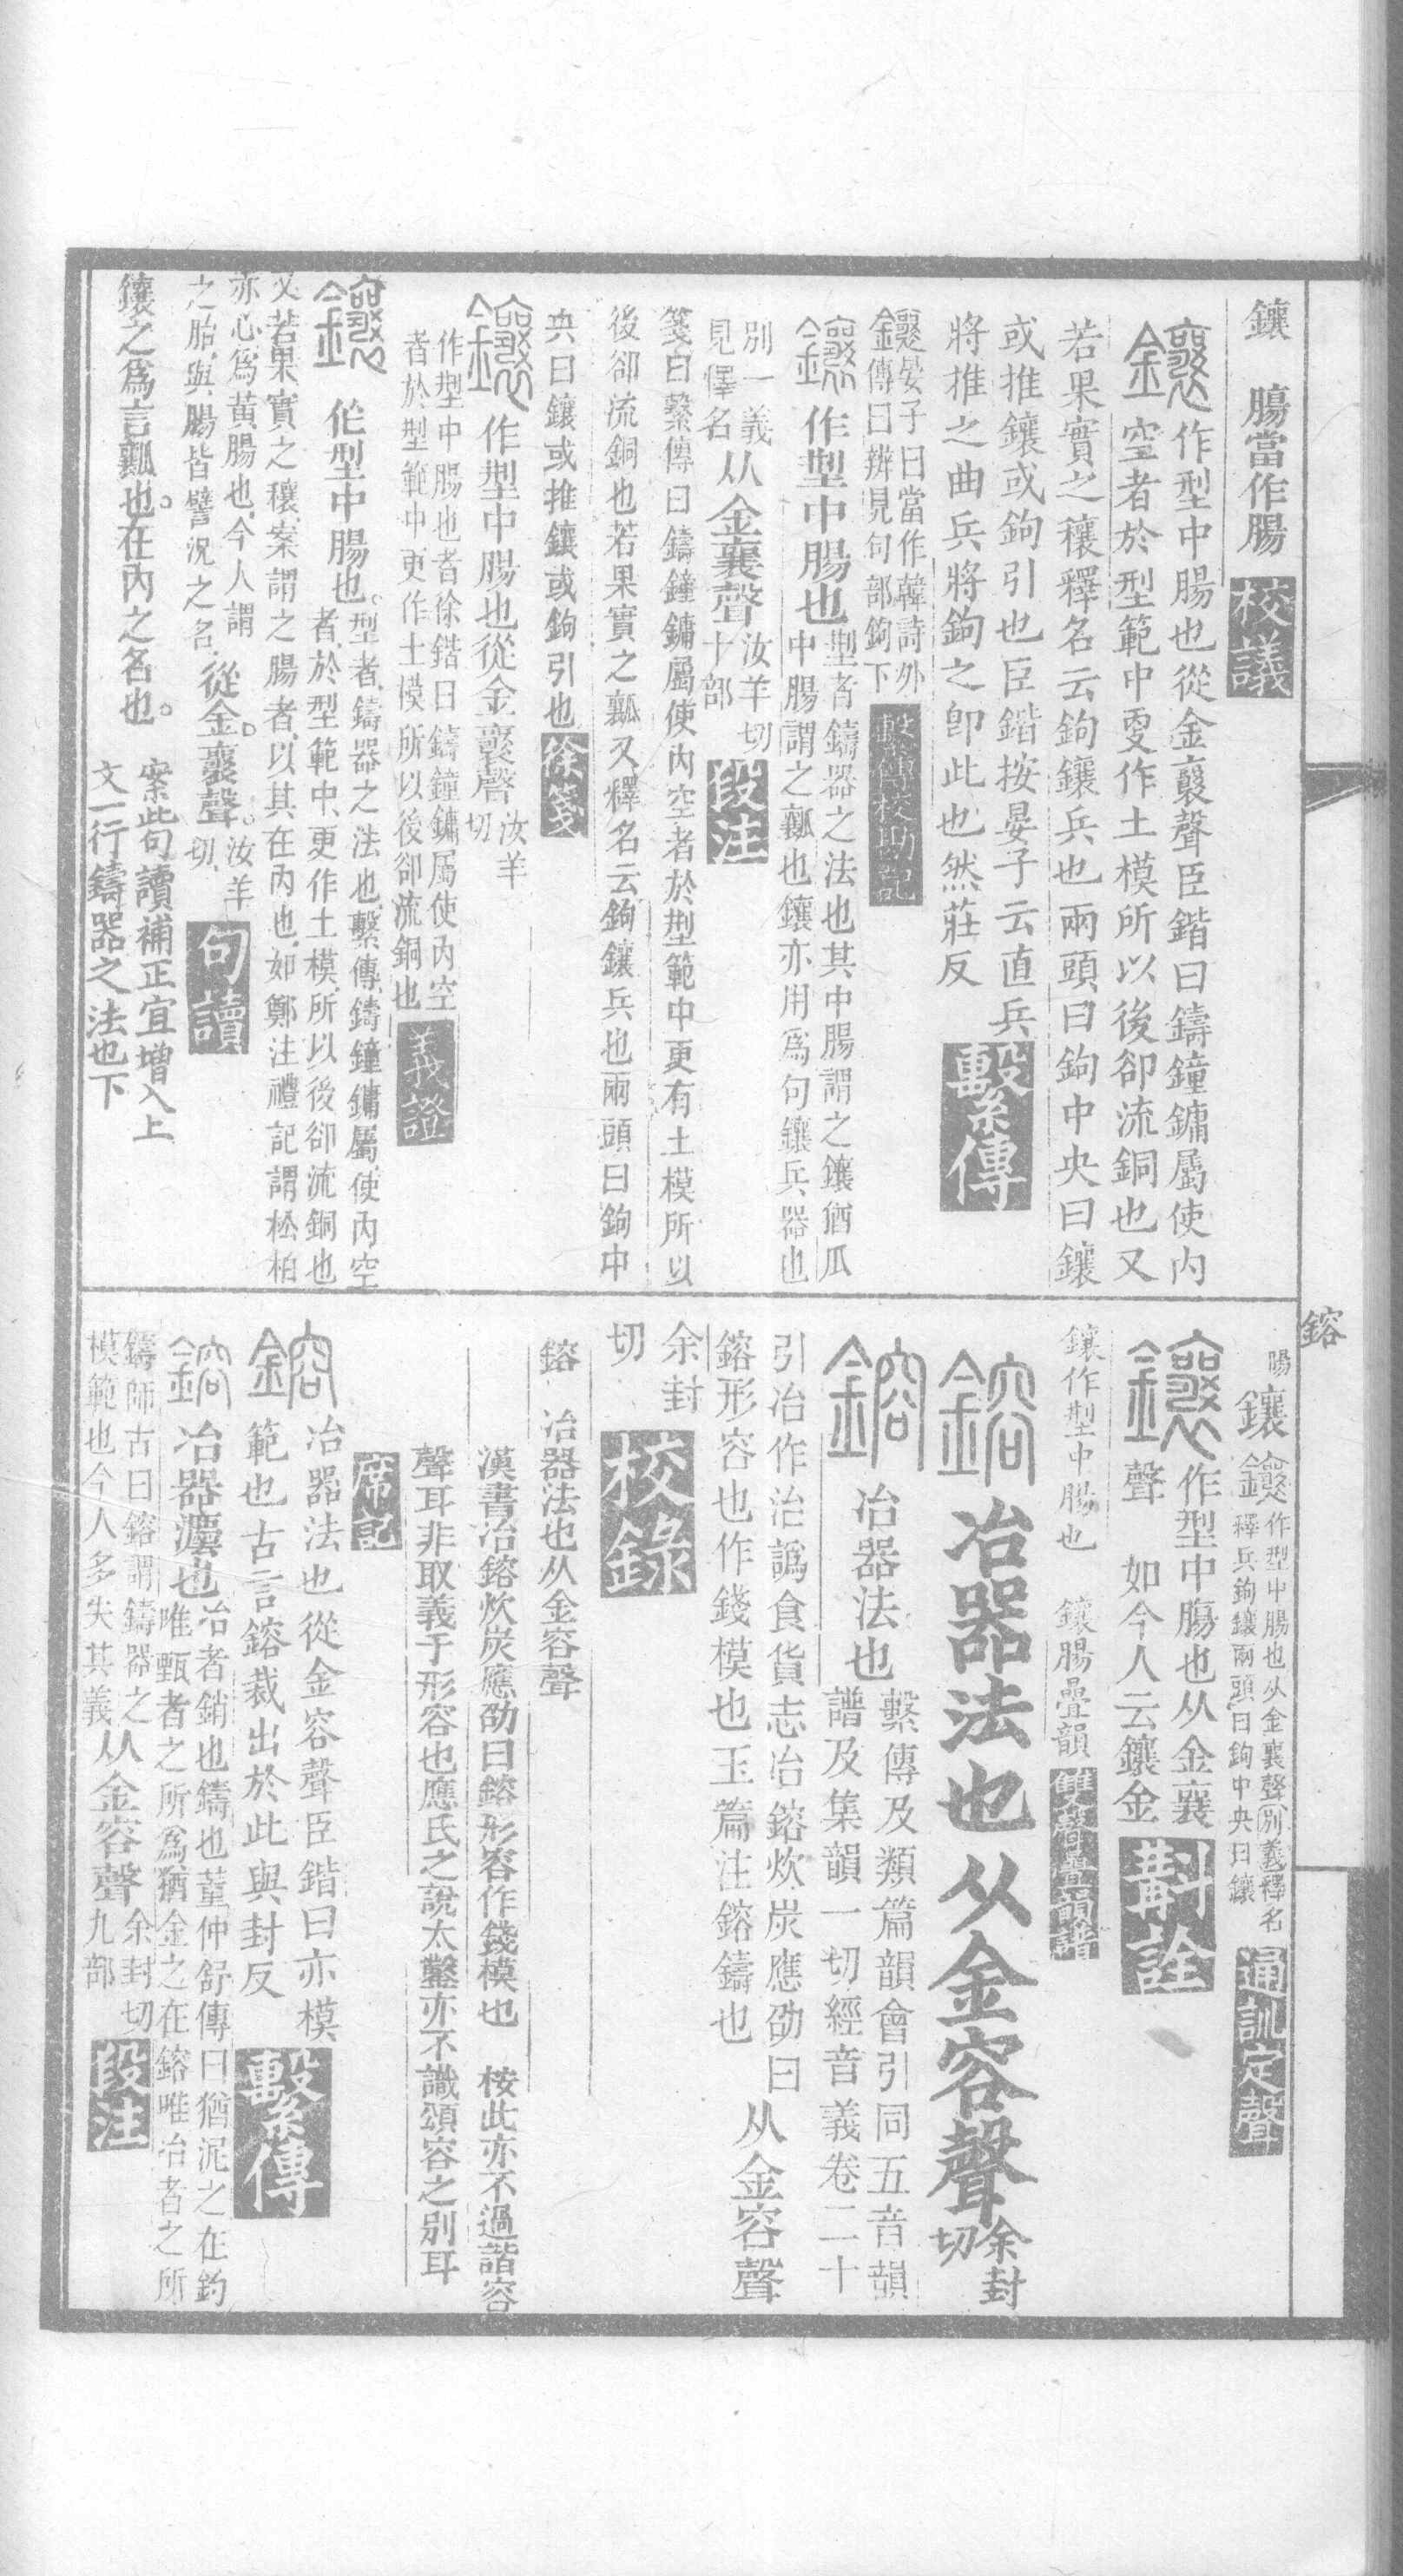 鑲　膓當作腸　校議
鑲作型中腸也從金襄聲臣鍇曰鑄鐘鏞屬使内
空者於型範中更作土模所以後卻流銅也又
若果實之穰釋名云鉤鑲兵也兩頭曰鉤中央曰鑲
或推鑲或鉤引也臣鍇按晏子云直兵
將推之曲兵將鉤之卽此也然莊反　繫傳
鑲晏子曰當作韓詩外
傳曰辨見句部鉤下　繫傳校勘記
鑲作型中腸也型者鑄器之法也其中腸謂之鑲猶瓜
中腸謂之瓤也鑲亦用爲句鑲兵器也
別一義
見釋名从金襄聲汝羊切
十部　段注
箋曰繫傳曰鑄鐘鏞屬使内空者於型範中更有土模所以
後卻流銅也若果實之瓤又釋名云鉤鑲兵也兩頭曰鉤中
央曰鑲或推鑲或鉤引也　徐箋
鑲作型中腸也從金襄聲汝羊
切
作型中腸也者徐鍇曰鑄鐘鏞屬使内空
者於型範中更作土模所以後卻流銅也　義證
鑲作型中腸也。型者、鑄器之法也、繫傳、鑄鐘鏞屬、使内空
者、於型範中、更作土模、所以後卻流銅也
又若果實之穰、案謂之腸者、以其在内也、如鄭注禮記謂松柏
亦心爲黄腸也、今人謂
之胎、與腸皆譬況之名、從金。襄聲。汝羊
切、　句讀
鑲之爲言瓤也。在内之名也。　案此句讀補正宜增入上
文一行鑄器之法也下
鎔
腸
鑲鑲作型中腸也从金襄聲〔別義〕釋名
釋兵鉤鑲兩頭曰鉤中央曰鑲　通訓定聲
鑲作型中膓也从金襄
聲　如今人云鑲金　斠詮
鑲作型中腸也　鑲腸疊韻　雙聲疊韻譜
鎔冶器法也从金容聲余封
切
鎔　冶器法也　繫傳及類篇韻會引同五音韻
譜及集韻一切經音義卷二十
引冶作治譌食貨志冶鎔炊炭應劭曰
鎔形容也作錢模也玉篇注鎔鑄也　从金容聲
余封
切　校錄
鎔　冶器法也从金容聲
漢書冶鎔炊炭應劭曰鎔形容作錢模也　桉此亦不過諧容
聲耳非取義于形容也應氏之說太鑿亦不識頌容之別耳
席記
鎔冶器法也從金容聲臣鍇曰亦模
範也古言鎔裁出於此與封反　繫傳
鎔冶器灋也冶者銷也鑄也董仲舒傳曰猶泥之在鈞
唯甄者之所爲猶金之在鎔唯冶者之所
鑄師古曰鎔謂鑄器之
模範也今人多失其義从金容聲余封切
九部　段注